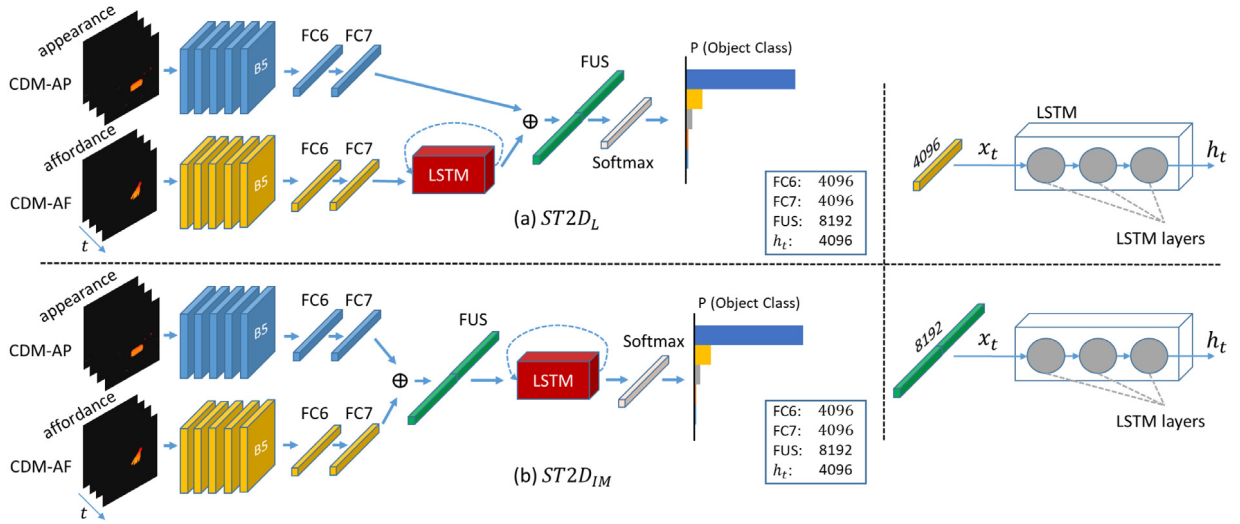 appearance
CDM-AP
B5
FC6 FC7
FUS
Softmax
P (Object Class)
affordance
CDM-AF
t
B5
FC6 FC7
LSTM
(a) ST2D_L
FC6: 4096
FC7: 4096
FUS: 8192
h_t: 4096
4096
x_t
LSTM
h_t
LSTM layers
appearance
CDM-AP
B5
FC6 FC7
FUS
LSTM
Softmax
P (Object Class)
affordance
CDM-AF
t
B5
FC6 FC7
(b) ST2D_IM
FC6: 4096
FC7: 4096
FUS: 8192
h_t: 4096
8192
x_t
h_t
LSTM layers